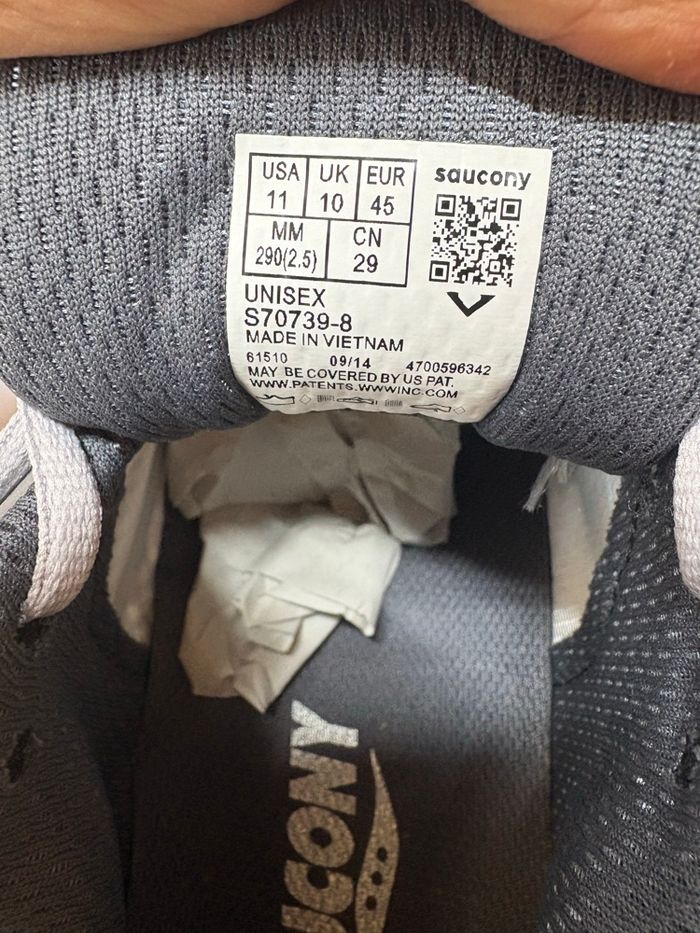 USA UK EUR
11 10 45
MM CN
290(2.5) 29
saucony
UNISEX
S70739-8
MADE IN VIETNAM
61510 09/14 4700596342
MAY BE COVERED BY US PAT.
WWW.PATENTS.WWWINC.COM
UCONY